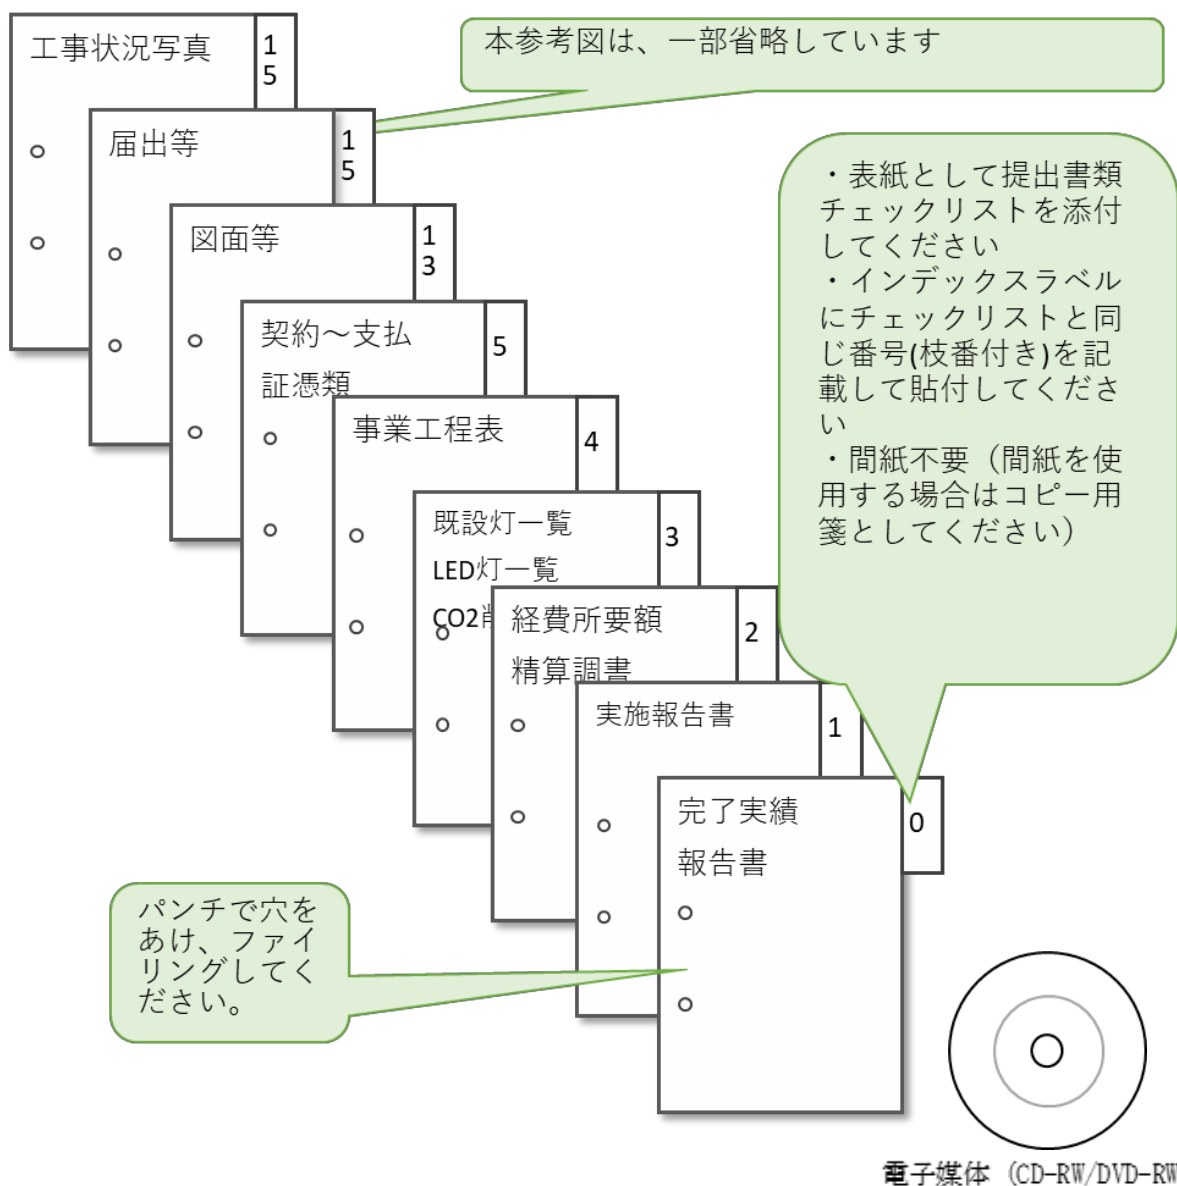 工事状況写真
1
5
本参考図は、一部省略しています
届出等
1
5
図面等
1
3
契約～支払
証憑類
5
事業工程表
4
既設灯一覧
LED灯一覧
CO2削
3
経費所要額
精算調書
2
実施報告書
1
完了実績
報告書
0
・表紙として提出書類
チェックリストを添付
してください
・インデックスラベル
にチェックリストと同
じ番号(枝番付き)を記
載して貼付してくださ
い
・間紙不要（間紙を使
用する場合はコピー用
箋としてください）
パンチで穴を
あけ、ファイ
リングしてく
ださい。
電子媒体（CD-RW/DVD-RW